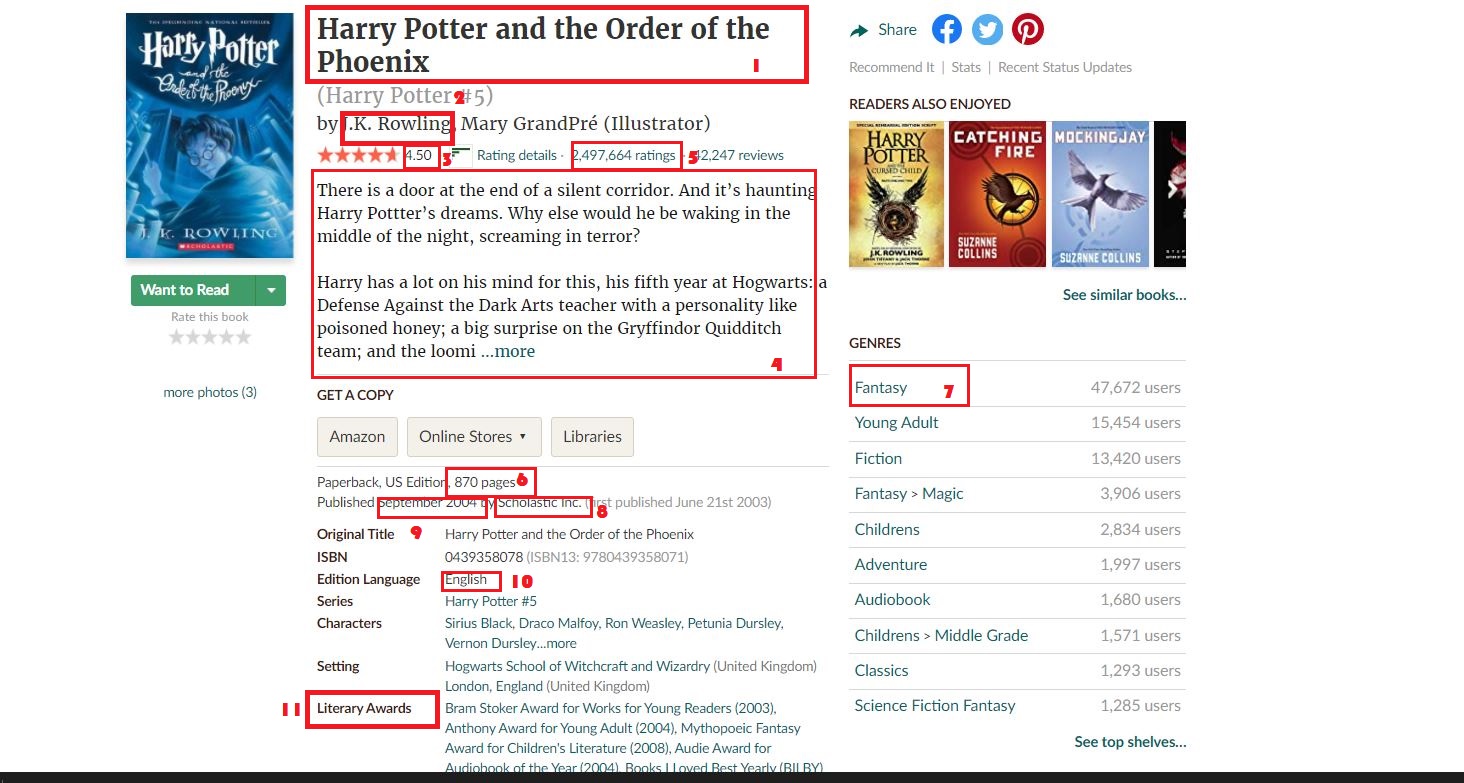 THE SPELLBINDING NATIONAL BESTSELLER
Harry Potter
and the
Order of the Phoenix
J. K. ROWLING
SCHOLASTIC
Want to Read
Rate this book
more photos (3)
Harry Potter and the Order of the
Phoenix
1
(Harry Potter #5)
2
by J.K. Rowling, Mary GrandPré (Illustrator)
4.50 3 Rating details · 2,497,664 ratings 5 · 42,247 reviews
There is a door at the end of a silent corridor. And it’s haunting
Harry Pottter’s dreams. Why else would he be waking in the
middle of the night, screaming in terror?
Harry has a lot on his mind for this, his fifth year at Hogwarts: a
Defense Against the Dark Arts teacher with a personality like
poisoned honey; a big surprise on the Gryffindor Quidditch
team; and the loomi ...more
4
GET A COPY
Amazon
Online Stores ▼
Libraries
Paperback, US Edition, 870 pages 6
Published September 2004 by Scholastic Inc. (first published June 21st 2003)
8
9
Original Title Harry Potter and the Order of the Phoenix
ISBN 0439358078 (ISBN13: 9780439358071)
Edition Language English 10
Series Harry Potter #5
Characters Sirius Black, Draco Malfoy, Ron Weasley, Petunia Dursley,
Vernon Dursley...more
Setting Hogwarts School of Witchcraft and Wizardry (United Kingdom)
London, England (United Kingdom)
11 Literary Awards Bram Stoker Award for Works for Young Readers (2003),
Anthony Award for Young Adult (2004), Mythopoeic Fantasy
Award for Children's Literature (2008), Audie Award for
Audiobook of the Year (2004), Books I Loved Best Yearly (BILBY)
Share
Recommend It | Stats | Recent Status Updates
READERS ALSO ENJOYED
SPECIAL REHEARSAL EDITION SCRIPT
HARRY
POTTER
AND THE
CURSED CHILD
J.K. ROWLING
JOHN TIFFANY & JACK THORNE
CATCHING
FIRE
SUZANNE
COLLINS
MOCKINGJAY
SUZANNE COLLINS
STEP
See similar books...
GENRES
Fantasy 7 47,672 users
Young Adult 15,454 users
Fiction 13,420 users
Fantasy > Magic 3,906 users
Childrens 2,834 users
Adventure 1,997 users
Audiobook 1,680 users
Childrens > Middle Grade 1,571 users
Classics 1,293 users
Science Fiction Fantasy 1,285 users
See top shelves...